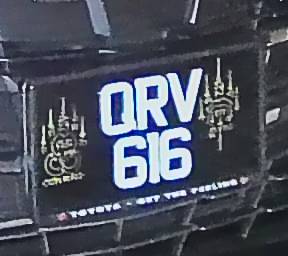 QRV
616
TOYOTA - GET THE FEELING